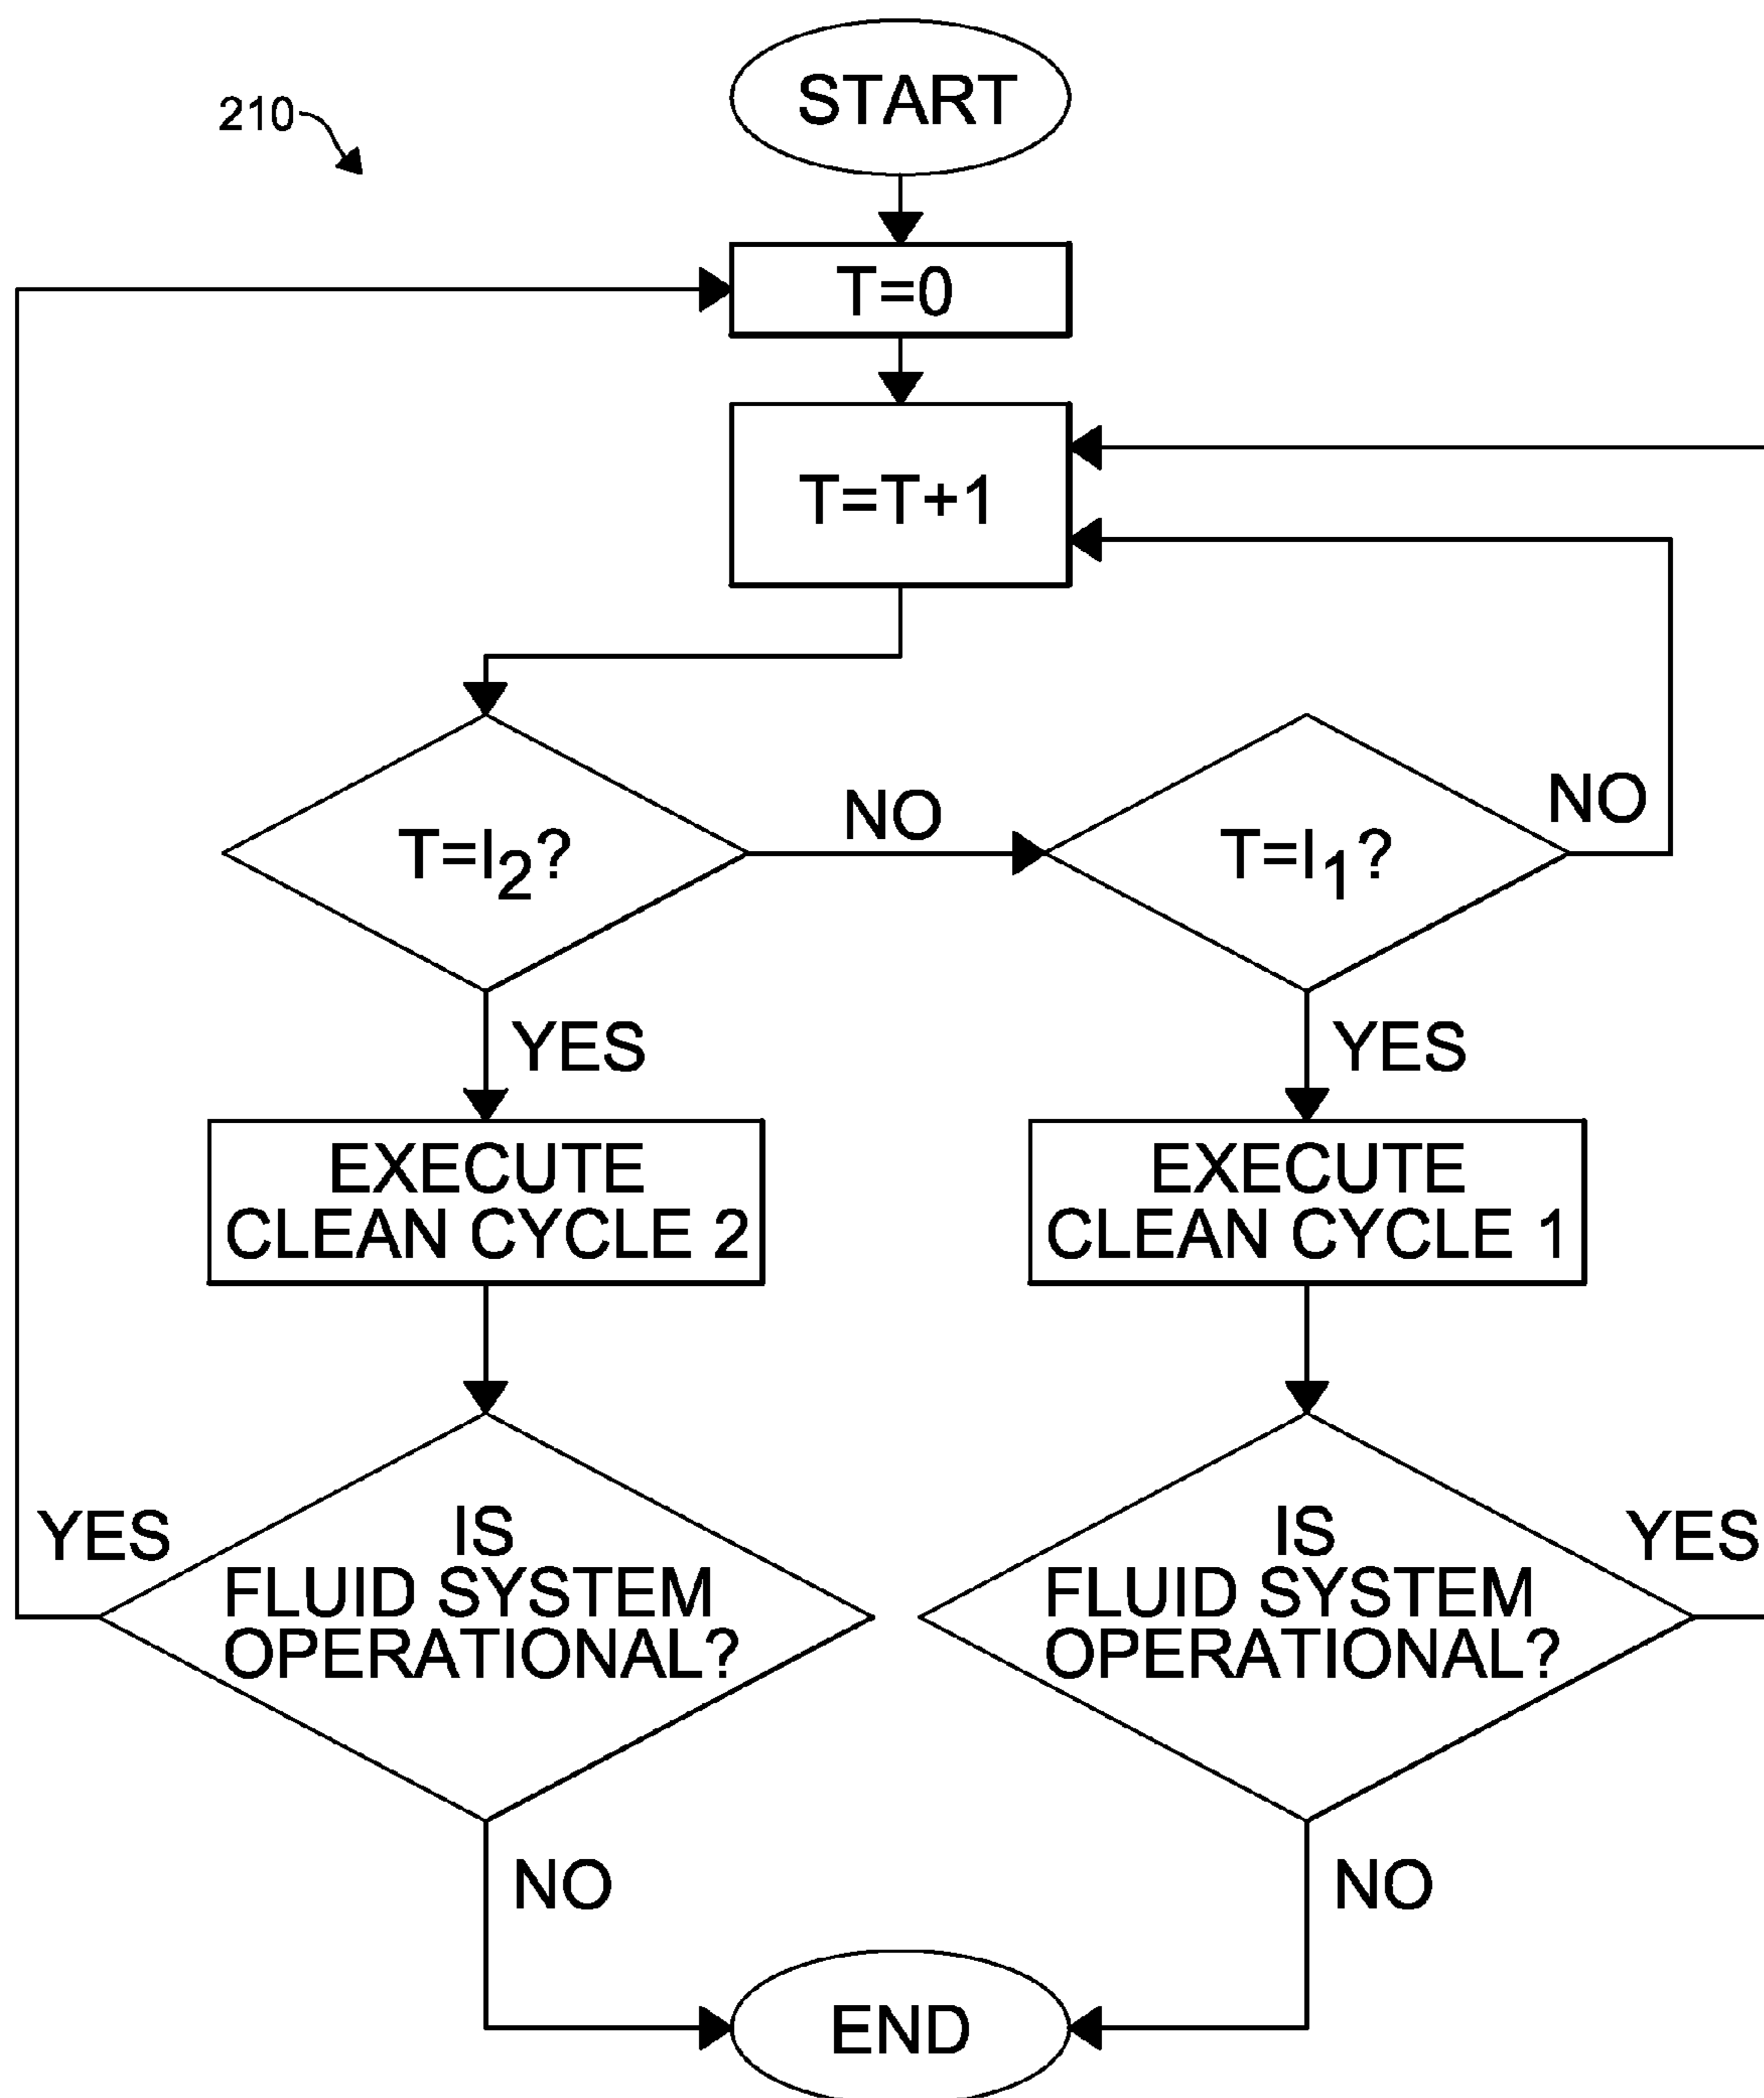 START
210
T=0
T=T+1
T=I2?
NO
T=I1?
NO
YES
YES
EXECUTE
CLEAN CYCLE 2
EXECUTE
CLEAN CYCLE 1
YES
IS
FLUID SYSTEM
OPERATIONAL?
IS
FLUID SYSTEM
OPERATIONAL?
YES
NO
NO
END